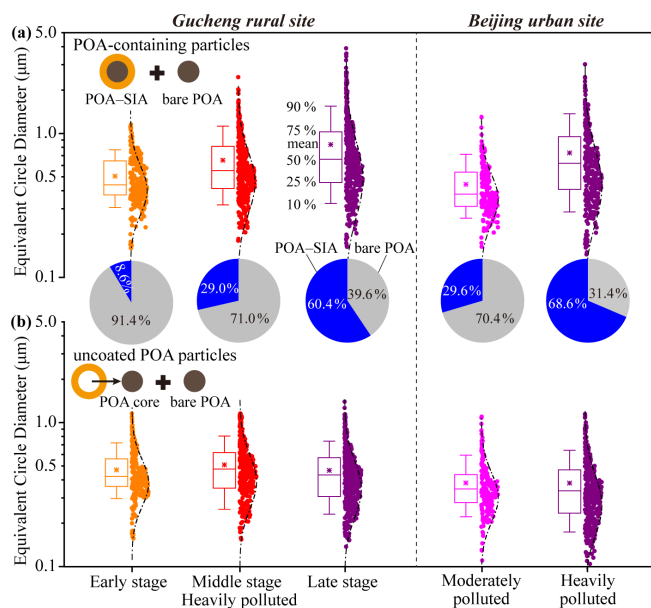 Gucheng rural site Beijing urban site
(a)
POA-containing particles
POA–SIA bare POA
90 %
75 %
mean
50 %
25 %
10 %
Equivalent Circle Diameter (μm)
5.0
1.0
0.5
0.1
POA–SIA bare POA
8.6%
91.4%
29.0%
71.0%
60.4%
39.6%
29.6%
70.4%
68.6%
31.4%
(b)
uncoated POA particles
POA core bare POA
Equivalent Circle Diameter (μm)
5.0
1.0
0.5
0.1
Early stage Middle stage Late stage Moderately Heavily
Heavily polluted polluted polluted